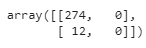 array([[274,   0],
       [ 12,   0]])